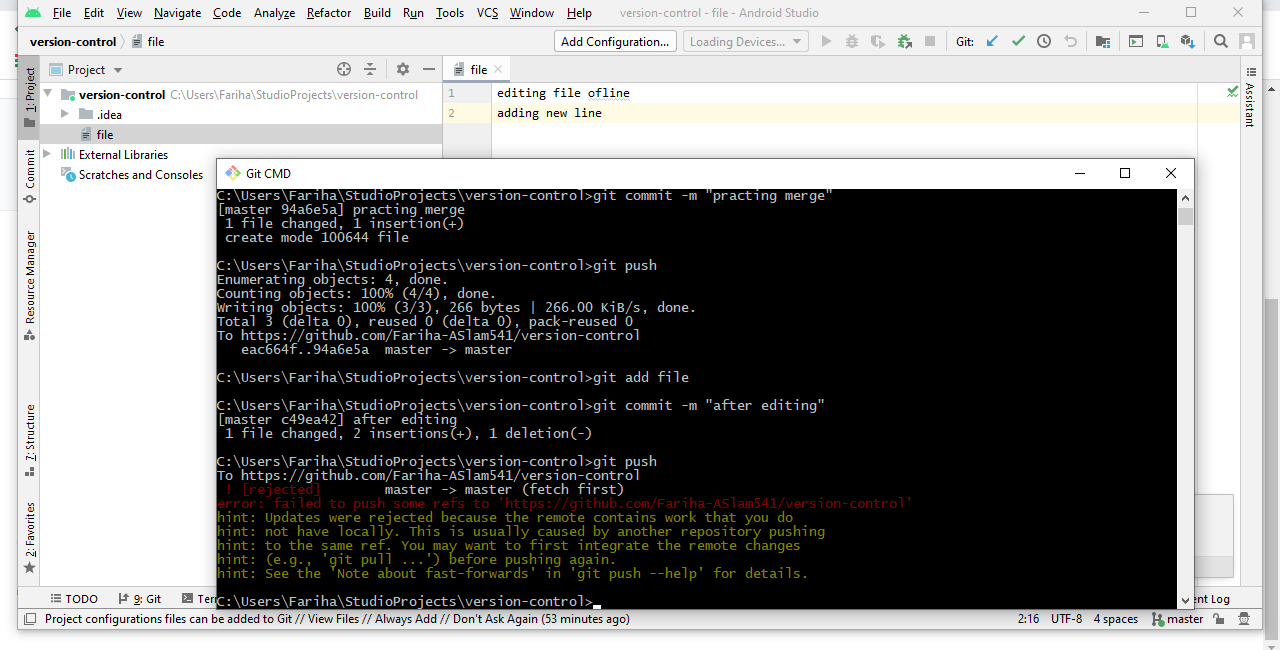 File Edit View Navigate Code Analyze Refactor Build Run Tools VCS Window Help version-control - file - Android Studio
version-control file Add Configuration... Loading Devices... Git:
1: Project
Commit
Resource Manager
7: Structure
2: Favorites
Project
version-control C:\Users\Fariha\StudioProjects\version-control
.idea
file
External Libraries
Scratches and Consoles
file
1 editing file ofline
2 adding new line
Assistant
Git CMD
C:\Users\Fariha\StudioProjects\version-control>git commit -m "practing merge"
[master 94a6e5a] practing merge
1 file changed, 1 insertion(+)
create mode 100644 file
C:\Users\Fariha\StudioProjects\version-control>git push
Enumerating objects: 4, done.
Counting objects: 100% (4/4), done.
Writing objects: 100% (3/3), 266 bytes | 266.00 KiB/s, done.
Total 3 (delta 0), reused 0 (delta 0), pack-reused 0
To https://github.com/Fariha-ASlam541/version-control
eac664f..94a6e5a master -> master
C:\Users\Fariha\StudioProjects\version-control>git add file
C:\Users\Fariha\StudioProjects\version-control>git commit -m "after editing"
[master c49ea42] after editing
1 file changed, 2 insertions(+), 1 deletion(-)
C:\Users\Fariha\StudioProjects\version-control>git push
To https://github.com/Fariha-ASlam541/version-control
! [rejected] master -> master (fetch first)
error: failed to push some refs to 'https://github.com/Fariha-ASlam541/version-control'
hint: Updates were rejected because the remote contains work that you do
hint: not have locally. This is usually caused by another repository pushing
hint: to the same ref. You may want to first integrate the remote changes
hint: (e.g., 'git pull ...') before pushing again.
hint: See the 'Note about fast-forwards' in 'git push --help' for details.
C:\Users\Fariha\StudioProjects\version-control>
TODO 9: Git Ter ent Log
Project configurations files can be added to Git // View Files // Always Add // Don't Ask Again (53 minutes ago) 2:16 UTF-8 4 spaces master